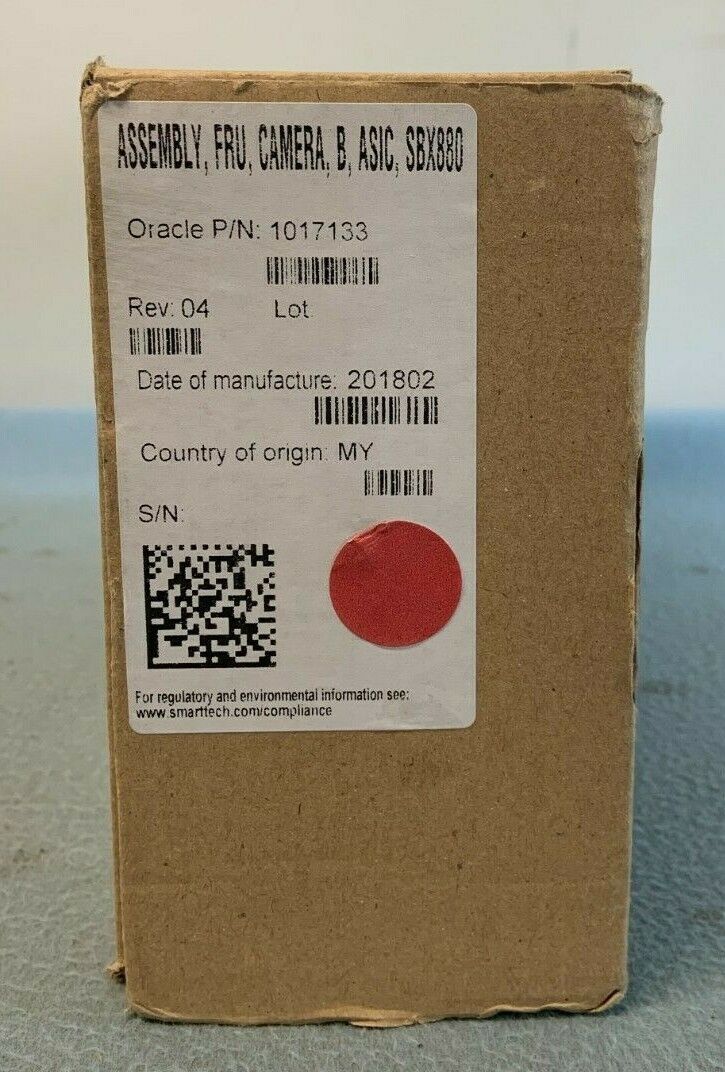 ASSEMBLY, FRU, CAMERA, B, ASIC, SBX880
Oracle P/N: 1017133
Rev: 04 Lot:
Date of manufacture: 201802
Country of origin: MY
S/N:
For regulatory and environmental information see:
www.smarttech.com/compliance